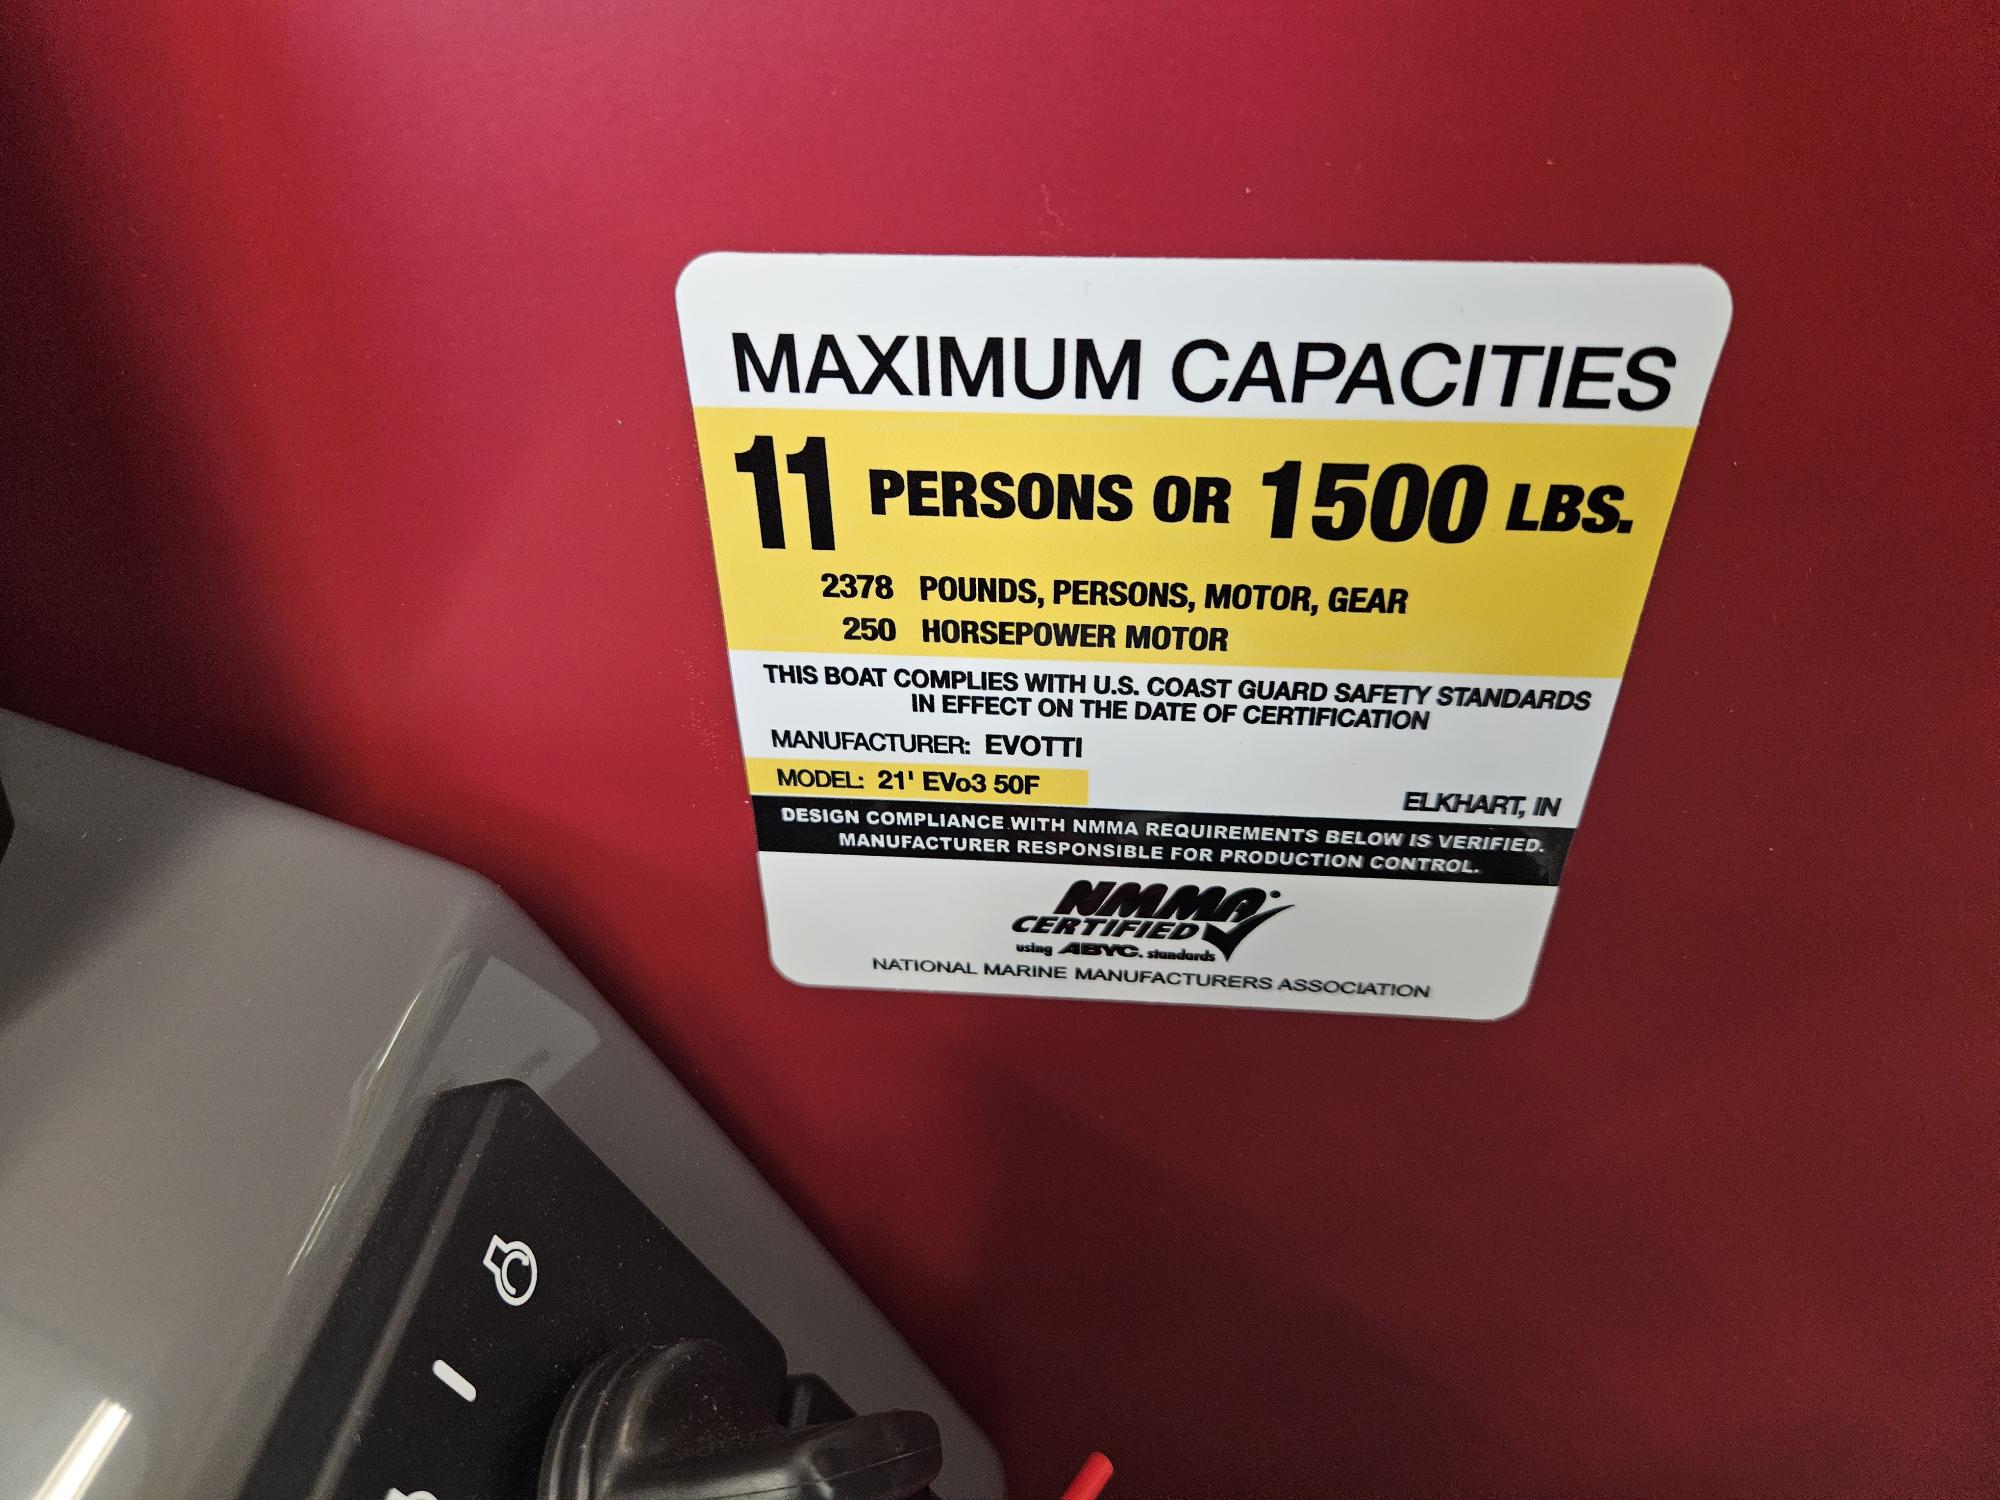 MAXIMUM CAPACITIES
11 PERSONS OR 1500 LBS.
2378 POUNDS, PERSONS, MOTOR, GEAR
250 HORSEPOWER MOTOR
THIS BOAT COMPLIES WITH U.S. COAST GUARD SAFETY STANDARDS
IN EFFECT ON THE DATE OF CERTIFICATION
MANUFACTURER: EVOTTI
MODEL: 21' EVo3 50F
ELKHART, IN
DESIGN COMPLIANCE WITH NMMA REQUIREMENTS BELOW IS VERIFIED.
MANUFACTURER RESPONSIBLE FOR PRODUCTION CONTROL.
NMMA
CERTIFIED
using ABYC. standards
NATIONAL MARINE MANUFACTURERS ASSOCIATION